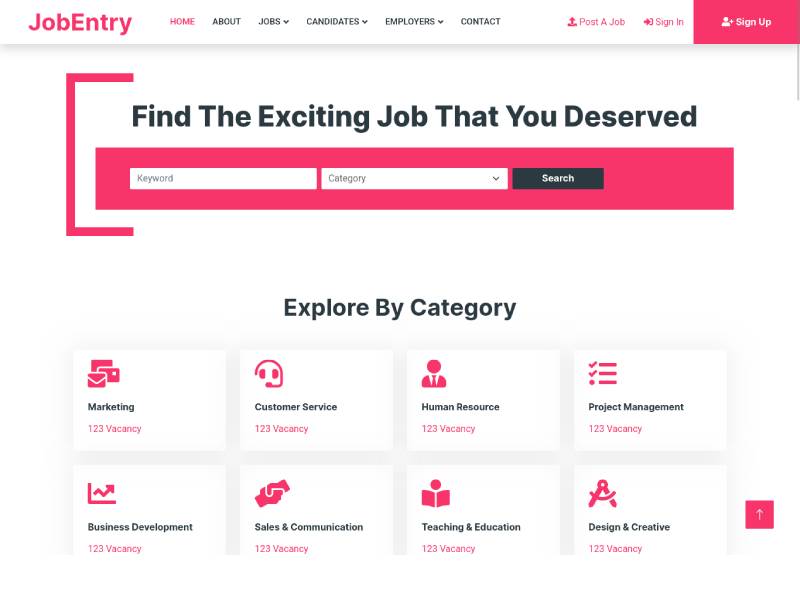 JobEntry
HOME ABOUT JOBS CANDIDATES EMPLOYERS CONTACT Post A Job Sign In Sign Up
Find The Exciting Job That You Deserved
Keyword Category Search
Explore By Category
Marketing Customer Service Human Resource Project Management
123 Vacancy 123 Vacancy 123 Vacancy 123 Vacancy
Business Development Sales & Communication Teaching & Education Design & Creative
123 Vacancy 123 Vacancy 123 Vacancy 123 Vacancy